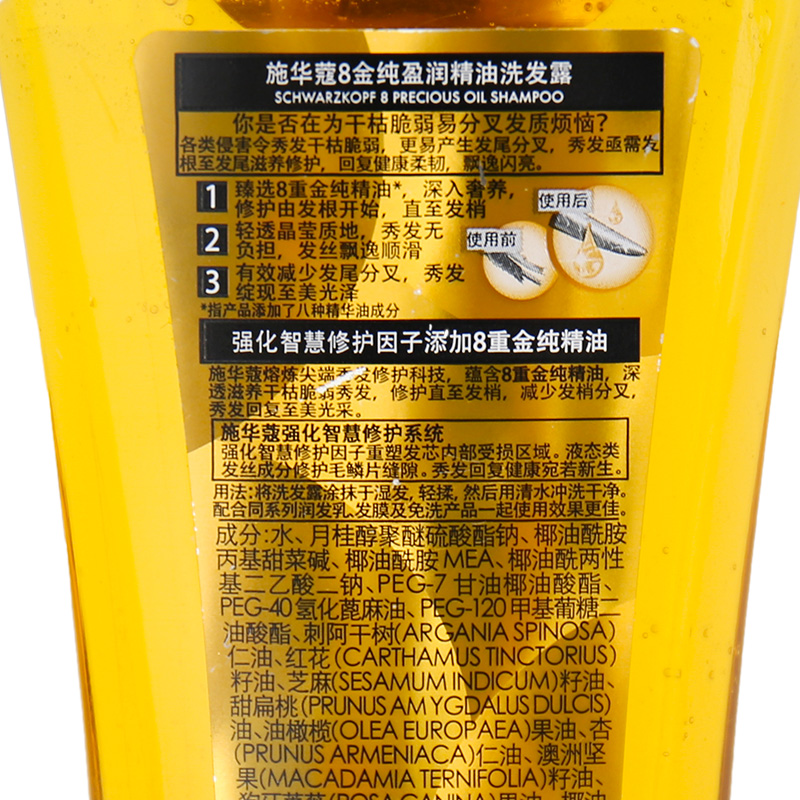 施华蔻8金纯盈润精油洗发露
SCHWARZKOPF 8 PRECIOUS OIL SHAMPOO
你是否在为干枯脆弱易分叉发质烦恼?
各类侵害令秀发干枯脆弱，更易产生发尾分叉，秀发亟需发
根至发尾滋养修护，回复健康柔韧，飘逸闪亮。
1 臻选8重金纯精油*，深入奢养，
修护由发根开始，直至发梢
2 轻透晶莹质地，秀发无
负担，发丝飘逸顺滑
3 有效减少发尾分叉，秀发
绽现至美光泽
*指产品添加了八种精华油成分
使用前
使用后
强化智慧修护因子添加8重金纯精油
施华蔻熔炼尖端秀发修护科技，蕴含8重金纯精油，深
透滋养干枯脆弱秀发，修护直至发梢，减少发梢分叉，
秀发回复至美光采。
施华蔻强化智慧修护系统
强化智慧修护因子重塑发芯内部受损区域。液态类
发丝成分修护毛鳞片缝隙。秀发回复健康宛若新生。
用法:将洗发露涂抹于湿发,轻揉,然后用清水冲洗干净。
配合同系列润发乳、发膜及免洗产品一起使用效果更佳。
成分:水、月桂醇聚醚硫酸酯钠、椰油酰胺
丙基甜菜碱、椰油酰胺 MEA、椰油酰两性
基二乙酸二钠、PEG-7 甘油椰油酸酯、
PEG-40 氢化蓖麻油、PEG-120 甲基葡糖二
油酸酯、刺阿干树(ARGANIA SPINOSA)
仁油、红花(CARTHAMUS TINCTORIUS)
籽油、芝麻(SESAMUM INDICUM)籽油、
甜扁桃(PRUNUS AMYGDALUS DULCIS)
油、油橄榄(OLEA EUROPAEA)果油、杏
(PRUNUS ARMENIACA)仁油、澳洲坚
果(MACADAMIA TERNIFOLIA)籽油、
狗牙蔷薇(ROSA CANINA)果油、椰油